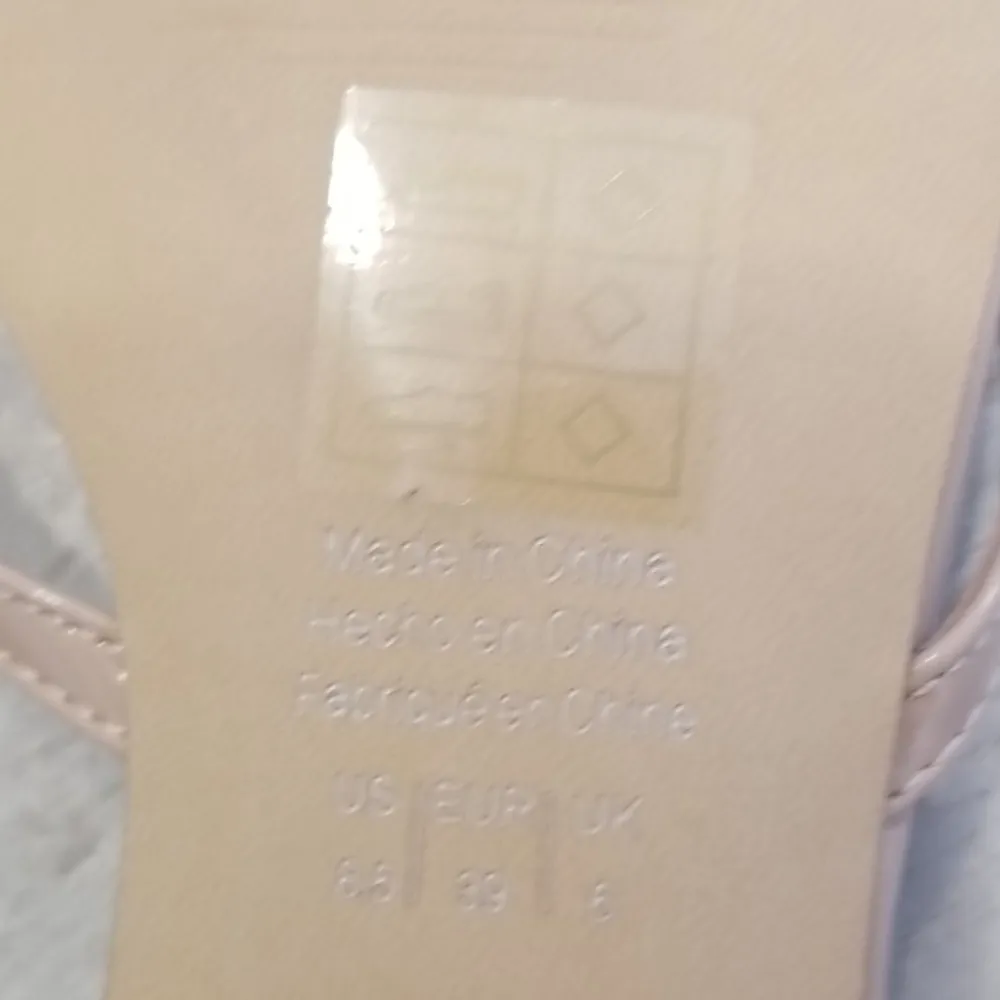 Made in China
Hecho en China
Fabriqué en Chine
US EUR UK
39